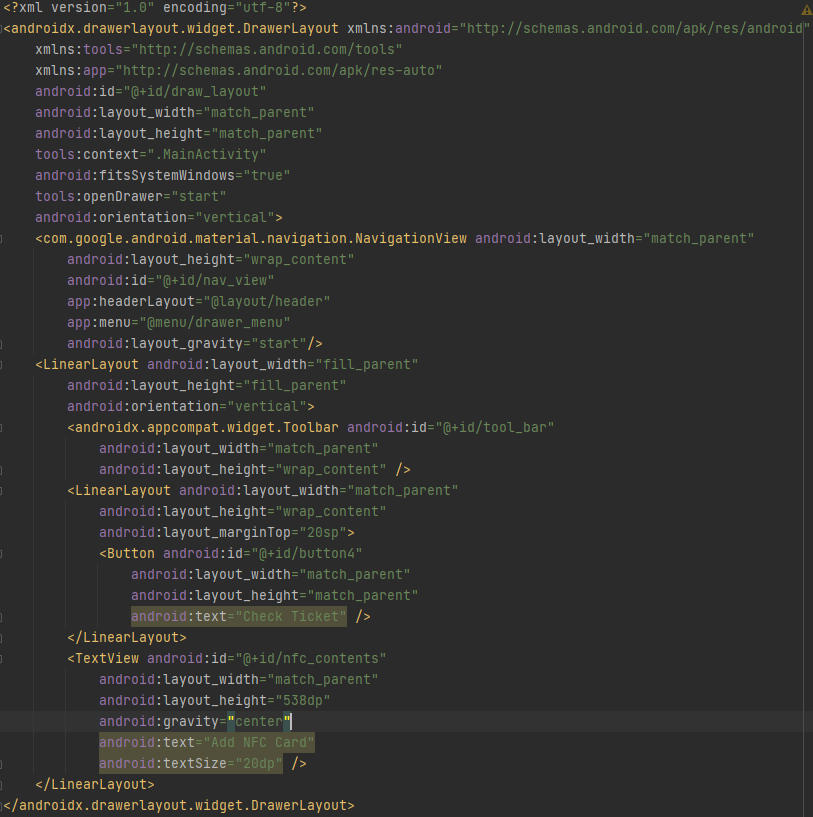 <?xml version="1.0" encoding="utf-8"?>
<androidx.drawerlayout.widget.DrawerLayout xmlns:android="http://schemas.android.com/apk/res/android"
    xmlns:tools="http://schemas.android.com/tools"
    xmlns:app="http://schemas.android.com/apk/res-auto"
    android:id="@+id/draw_layout"
    android:layout_width="match_parent"
    android:layout_height="match_parent"
    tools:context=".MainActivity"
    android:fitsSystemWindows="true"
    tools:openDrawer="start"
    android:orientation="vertical">
    <com.google.android.material.navigation.NavigationView android:layout_width="match_parent"
        android:layout_height="wrap_content"
        android:id="@+id/nav_view"
        app:headerLayout="@layout/header"
        app:menu="@menu/drawer_menu"
        android:layout_gravity="start"/>
    <LinearLayout android:layout_width="fill_parent"
        android:layout_height="fill_parent"
        android:orientation="vertical">
        <androidx.appcompat.widget.Toolbar android:id="@+id/tool_bar"
            android:layout_width="match_parent"
            android:layout_height="wrap_content" />
        <LinearLayout android:layout_width="match_parent"
            android:layout_height="wrap_content"
            android:layout_marginTop="20sp">
            <Button android:id="@+id/button4"
                android:layout_width="match_parent"
                android:layout_height="match_parent"
                android:text="Check Ticket" />
        </LinearLayout>
        <TextView android:id="@+id/nfc_contents"
            android:layout_width="match_parent"
            android:layout_height="538dp"
            android:gravity="center"
            android:text="Add NFC Card"
            android:textSize="20dp" />
    </LinearLayout>
</androidx.drawerlayout.widget.DrawerLayout>